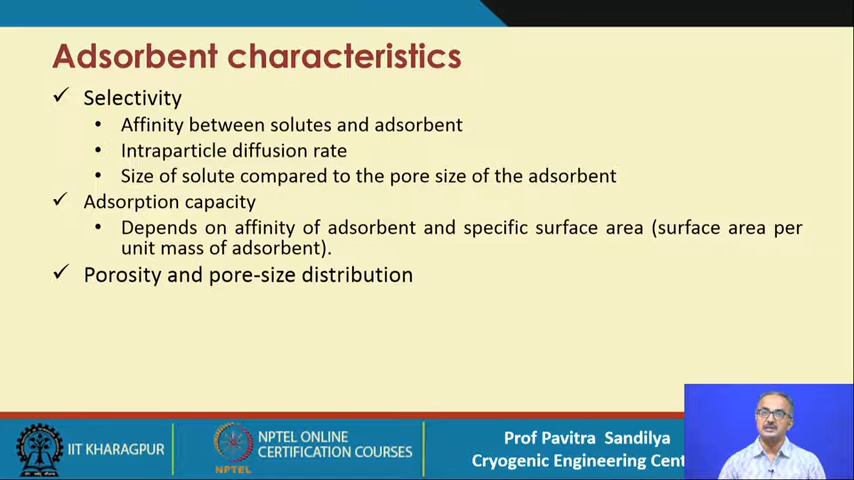 Adsorbent characteristics
✓ Selectivity
• Affinity between solutes and adsorbent
• Intraparticle diffusion rate
• Size of solute compared to the pore size of the adsorbent
✓ Adsorption capacity
• Depends on affinity of adsorbent and specific surface area (surface area per
unit mass of adsorbent).
✓ Porosity and pore-size distribution
IIT KHARAGPUR
NPTEL
NPTEL ONLINE
CERTIFICATION COURSES
Prof Pavitra Sandilya
Cryogenic Engineering Cent